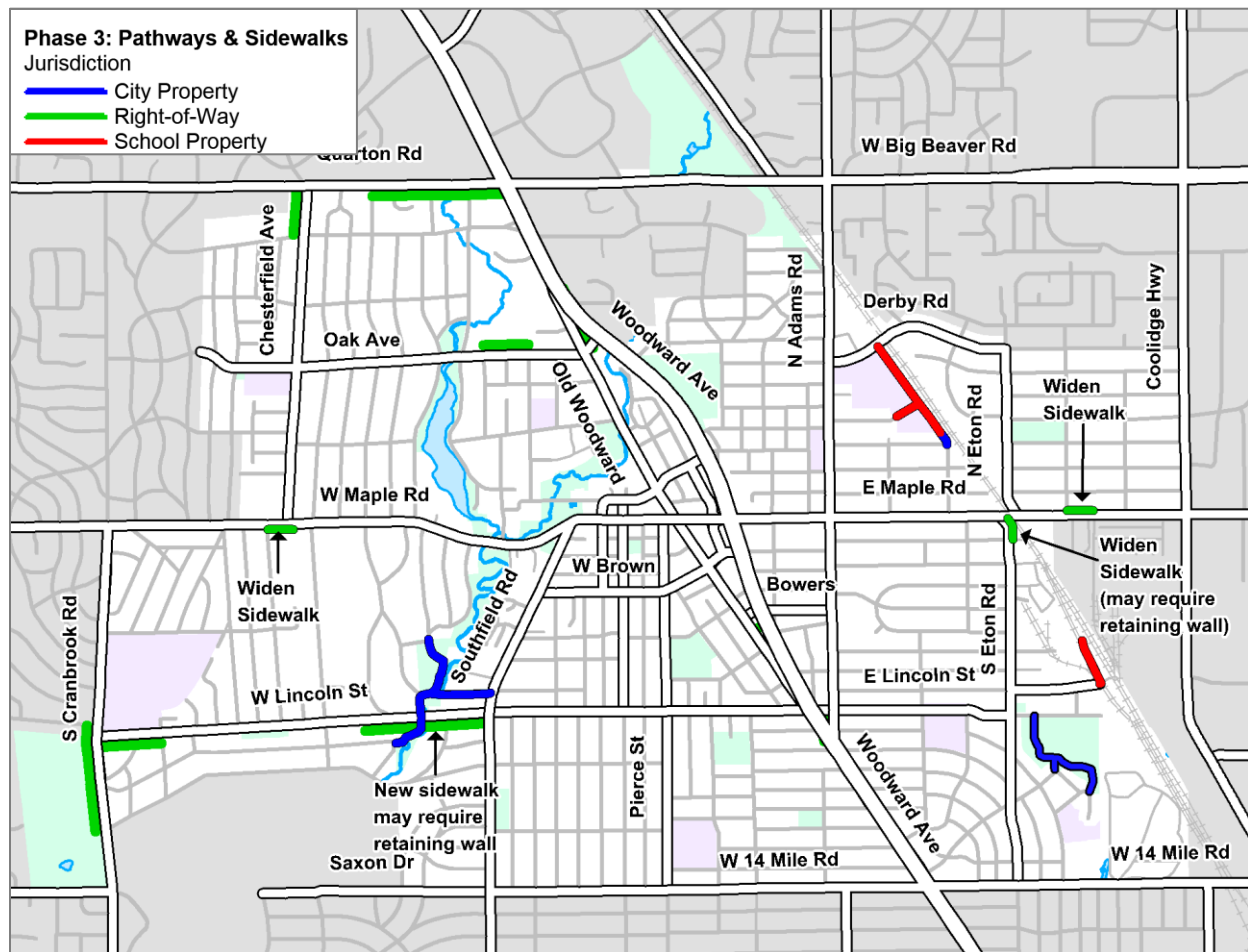 Phase 3: Pathways & Sidewalks
Jurisdiction
City Property
Right-of-Way
School Property
Quarton Rd
W Big Beaver Rd
Chesterfield Ave
N Adams Rd
Coolidge Hwy
Derby Rd
Woodward Ave
Oak Ave
Old Woodward
N Eton Rd
Widen
Sidewalk
W Maple Rd
E Maple Rd
Widen
Sidewalk
W Brown
Bowers
Widen
Sidewalk
(may require
retaining wall)
S Cranbrook Rd
Southfield Rd
S Eton Rd
W Lincoln St
E Lincoln St
Pierce St
Woodward Ave
New sidewalk
may require
retaining wall
Saxon Dr
W 14 Mile Rd
W 14 Mile Rd